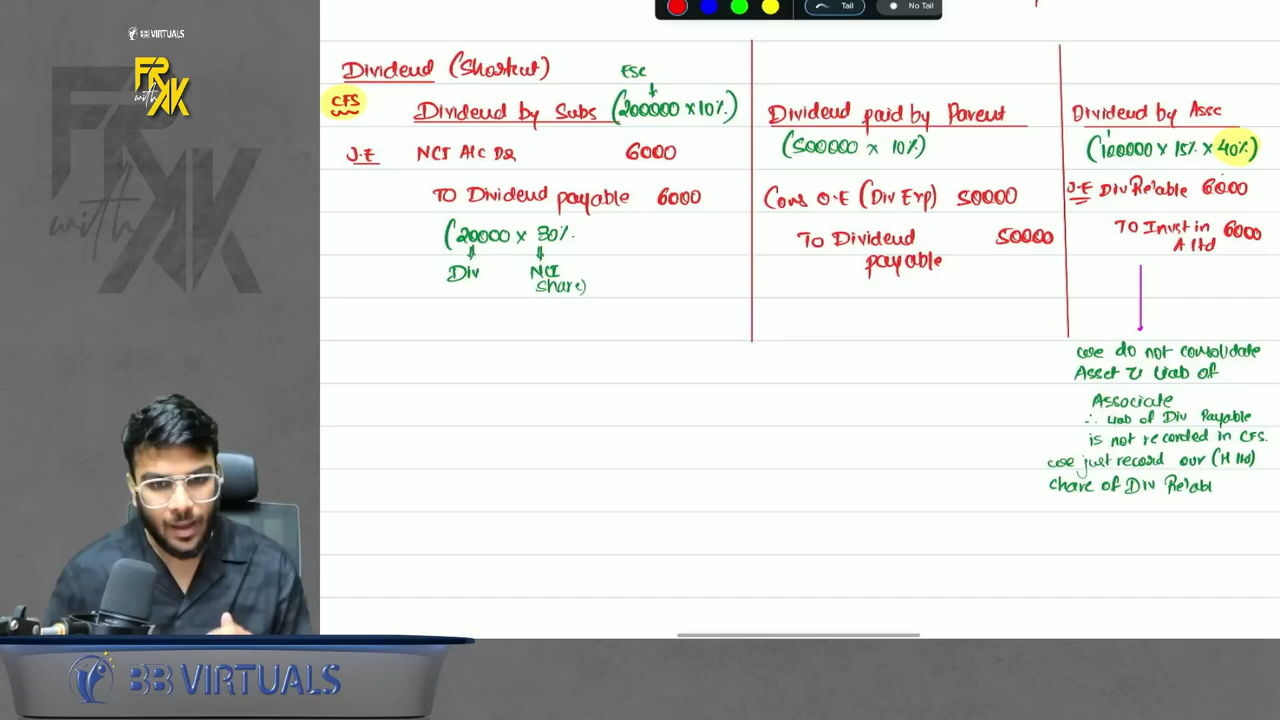 BB VIRTUALS
FR
with
AK
Tail
No Tail
Dividend (Shortcut)
CFS
ESC
Dividend by Subs (200000 x 10%)
J.E NCI A/c Dr 6000
To Dividend payable 6000
(20000 x 30%
Div NCI
Share)
Dividend paid by Parent
(500000 x 10%)
Cons O.E (Div Exp) 50000
To Dividend 50000
payable
Dividend by Assc
(100000 x 15% x 40%)
J.E Div Re'able 6000
To Invst in 6000
A ltd
we do not consolidate
Asset & Liab of
Associate
∴ Liab of Div Payable
is not recorded in CFS.
we just record our (H ltd)
share of Div Re'abl
BB VIRTUALS